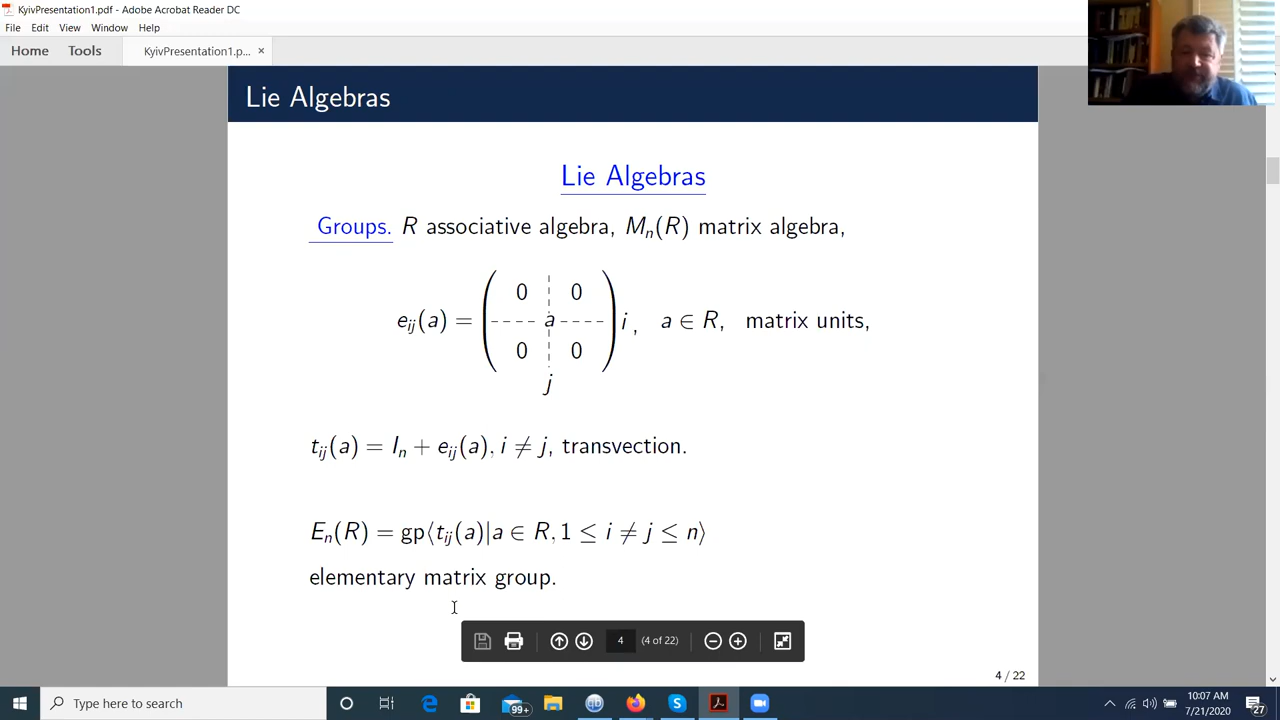 KyivPresentation1.pdf - Adobe Acrobat Reader DC
File Edit View Window Help
Home Tools KyivPresentation1.p... ×
Lie Algebras
Lie Algebras
Groups. R associative algebra, Mₙ(R) matrix algebra,
0 0
eᵢⱼ(a) = a i , a ∈ R, matrix units,
0 0
j
tᵢⱼ(a) = Iₙ + eᵢⱼ(a), i ≠ j, transvection.
Eₙ(R) = gp⟨tᵢⱼ(a)|a ∈ R, 1 ≤ i ≠ j ≤ n⟩
elementary matrix group.
4 (4 of 22)
4 / 22
Type here to search
99+
10:07 AM
7/21/2020
27